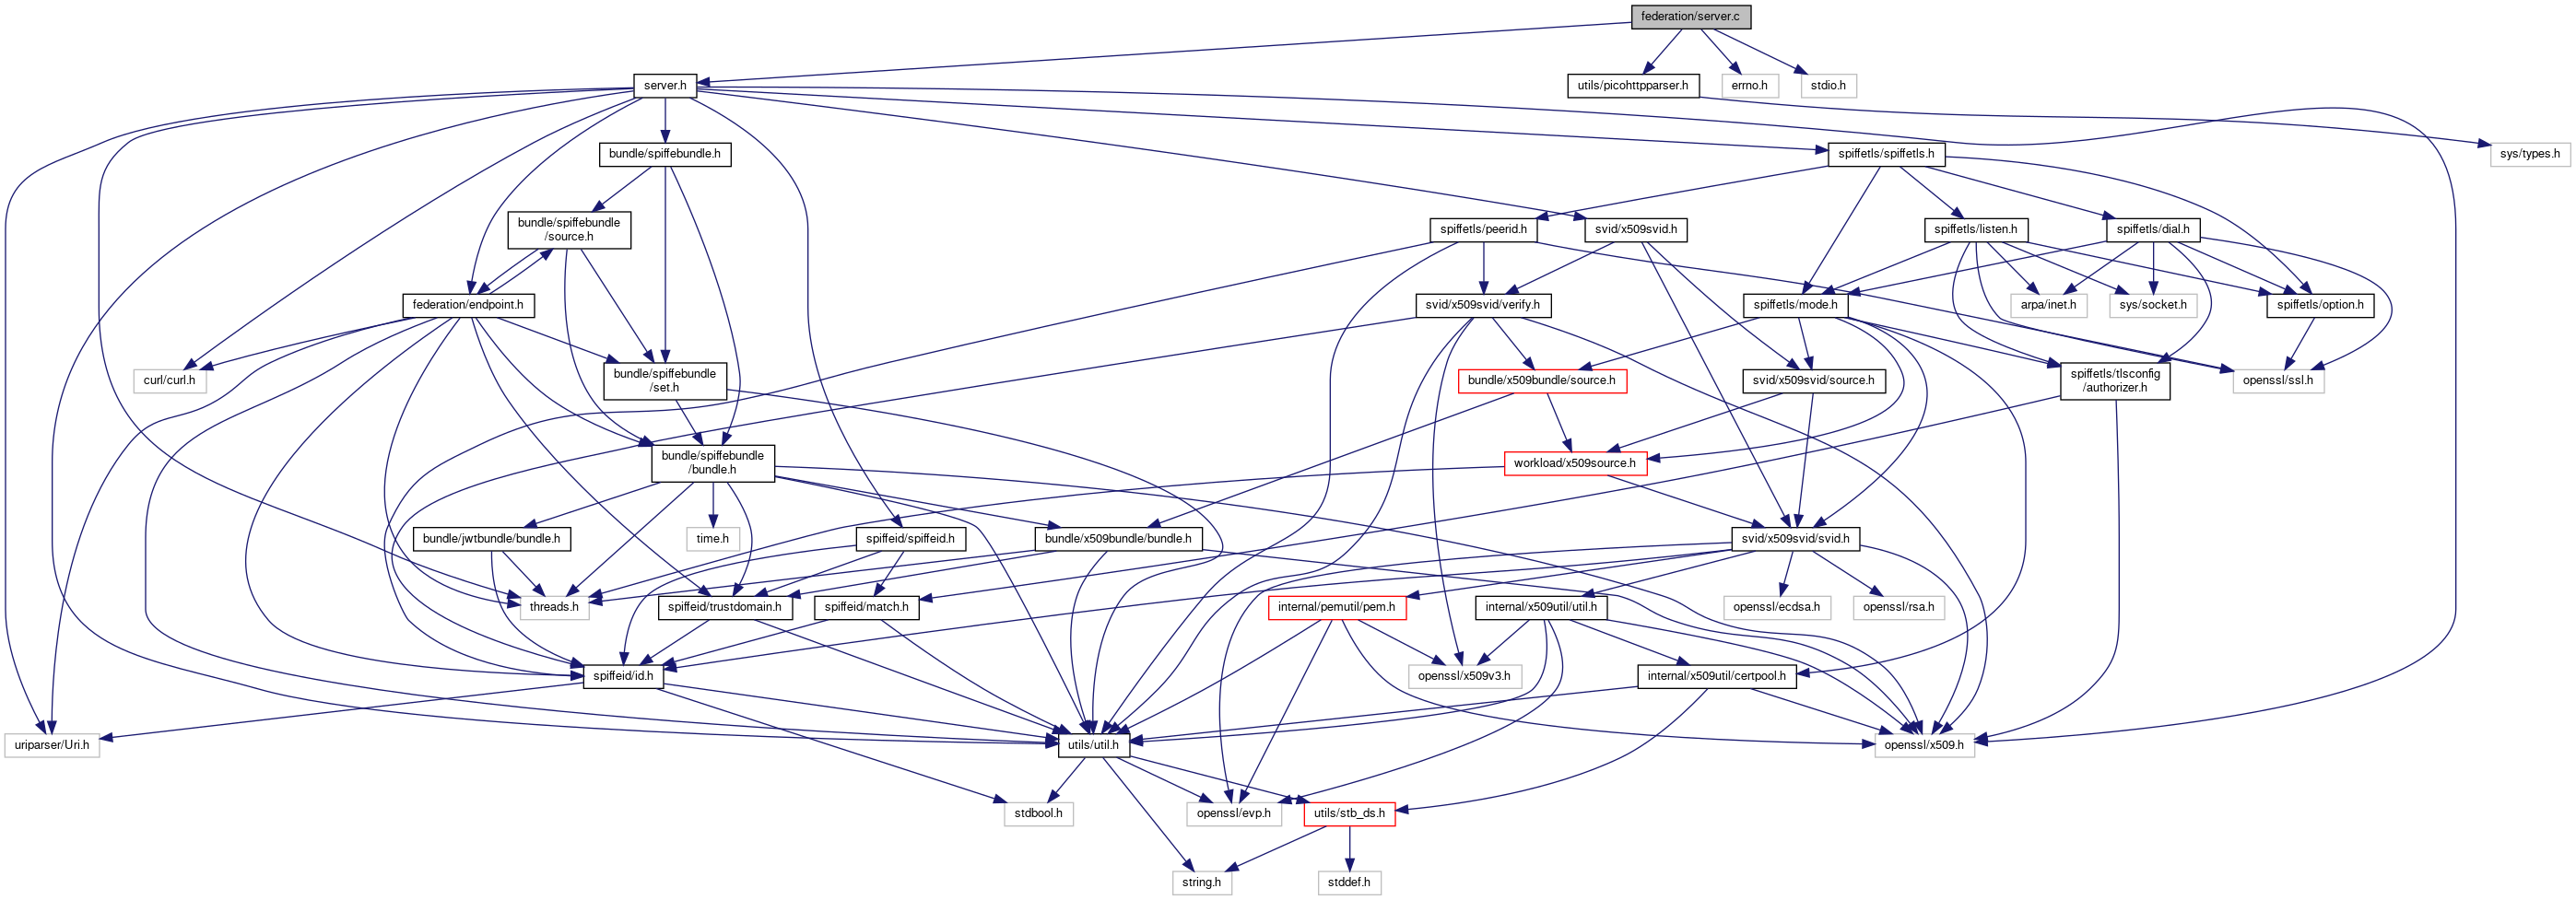 federation/server.c
server.h
utils/picohttpparser.h
errno.h
stdio.h
bundle/spiffebundle.h
spiffetls/spiffetls.h
sys/types.h
bundle/spiffebundle
/source.h
spiffetls/peerid.h
svid/x509svid.h
spiffetls/listen.h
spiffetls/dial.h
federation/endpoint.h
svid/x509svid/verify.h
spiffetls/mode.h
arpa/inet.h
sys/socket.h
spiffetls/option.h
curl/curl.h
bundle/spiffebundle
/set.h
bundle/x509bundle/source.h
svid/x509svid/source.h
spiffetls/tlsconfig
/authorizer.h
openssl/ssl.h
bundle/spiffebundle
/bundle.h
workload/x509source.h
bundle/jwtbundle/bundle.h
time.h
spiffeid/spiffeid.h
bundle/x509bundle/bundle.h
svid/x509svid/svid.h
threads.h
spiffeid/trustdomain.h
spiffeid/match.h
internal/pemutil/pem.h
internal/x509util/util.h
openssl/ecdsa.h
openssl/rsa.h
spiffeid/id.h
openssl/x509v3.h
internal/x509util/certpool.h
uriparser/Uri.h
utils/util.h
openssl/x509.h
stdbool.h
openssl/evp.h
utils/stb_ds.h
string.h
stddef.h